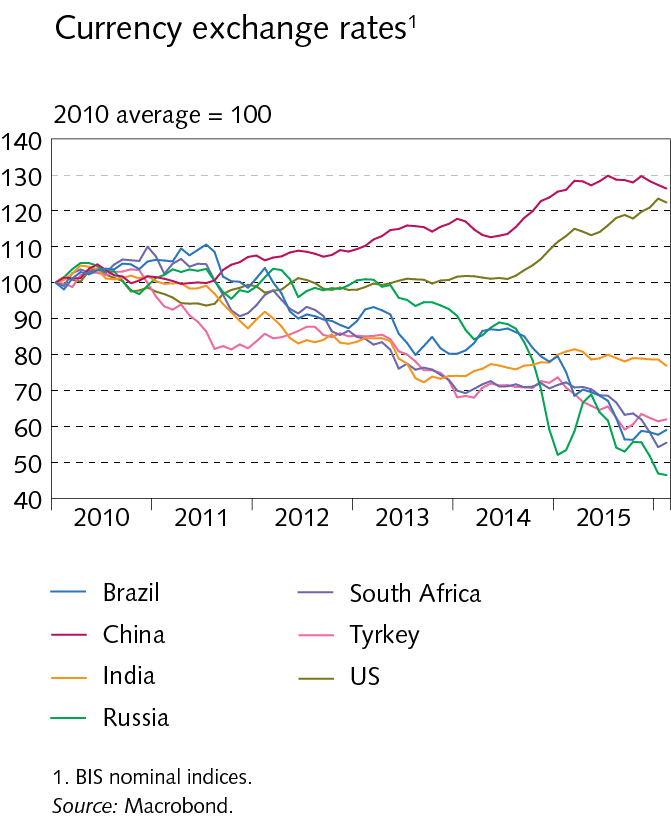 Currency exchange rates¹
2010 average = 100
140
130
120
110
100
90
80
70
60
50
40
2010 2011 2012 2013 2014 2015
Brazil
China
India
Russia
South Africa
Tyrkey
US
1. BIS nominal indices.
Source: Macrobond.